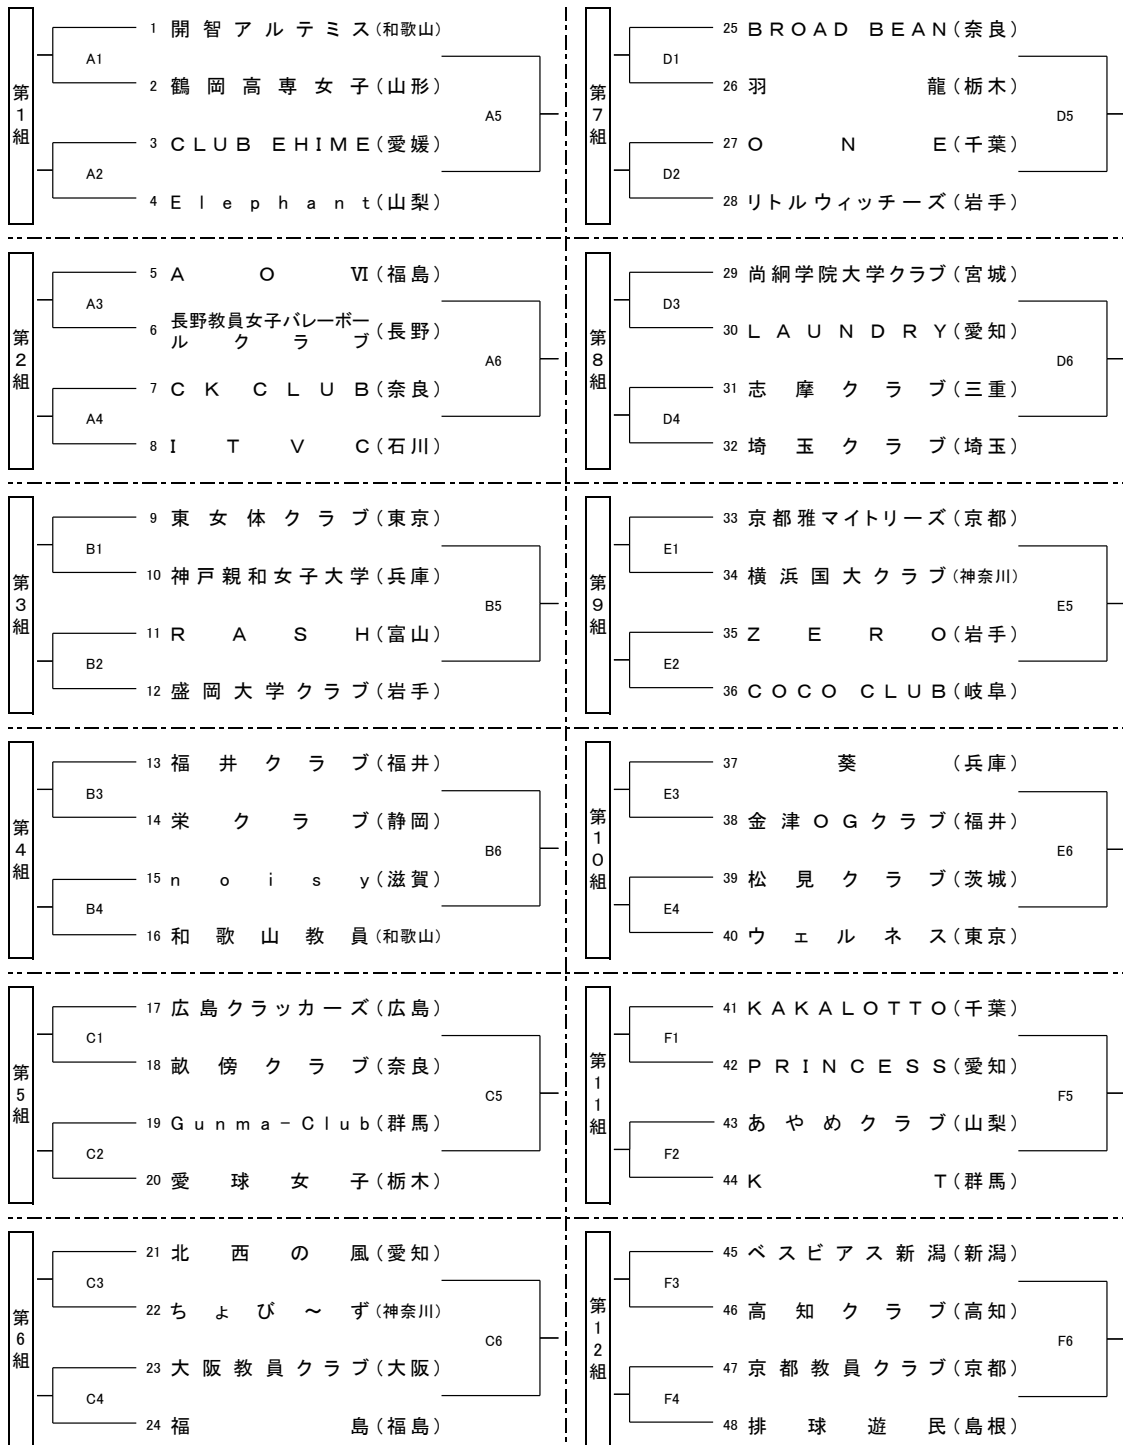 第1組
1 開智アルテミス(和歌山)
A1
2 鶴岡高専女子(山形)
A5
3 CLUB EHIME(愛媛)
A2
4 Elephant(山梨)
第2組
5 AOⅥ(福島)
A3
6 長野教員女子バレーボー
ルクラブ(長野)
A6
7 CK CLUB(奈良)
A4
8 ITVC(石川)
第3組
9 東女体クラブ(東京)
B1
10 神戸親和女子大学(兵庫)
B5
11 RASH(富山)
B2
12 盛岡大学クラブ(岩手)
第4組
13 福井クラブ(福井)
B3
14 栄クラブ(静岡)
B6
15 noisy(滋賀)
B4
16 和歌山教員(和歌山)
第5組
17 広島クラッカーズ(広島)
C1
18 畝傍クラブ(奈良)
C5
19 Gunma-Club(群馬)
C2
20 愛球女子(栃木)
第6組
21 北西の風(愛知)
C3
22 ちょび~ず(神奈川)
C6
23 大阪教員クラブ(大阪)
C4
24 福島(福島)
第7組
25 BROAD BEAN(奈良)
D1
26 羽龍(栃木)
D5
27 ONE(千葉)
D2
28 リトルウィッチーズ(岩手)
第8組
29 尚絅学院大学クラブ(宮城)
D3
30 LAUNDRY(愛知)
D6
31 志摩クラブ(三重)
D4
32 埼玉クラブ(埼玉)
第9組
33 京都雅マイトリーズ(京都)
E1
34 横浜国大クラブ(神奈川)
E5
35 ZERO(岩手)
E2
36 COCO CLUB(岐阜)
第10組
37 葵(兵庫)
E3
38 金津OGクラブ(福井)
E6
39 松見クラブ(茨城)
E4
40 ウェルネス(東京)
第11組
41 KAKALOTTO(千葉)
F1
42 PRINCESS(愛知)
F5
43 あやめクラブ(山梨)
F2
44 KT(群馬)
第12組
45 ベスビアス新潟(新潟)
F3
46 高知クラブ(高知)
F6
47 京都教員クラブ(京都)
F4
48 排球遊民(島根)